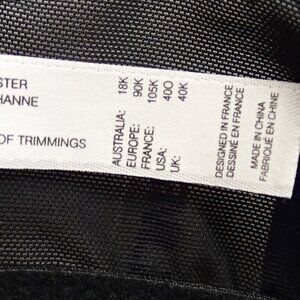 STER
HANNE
OF TRIMMINGS
AUSTRALIA: 18K
EUROPE: 90K
FRANCE: 105K
USA: 40O
UK: 40K
DESIGNED IN FRANCE
DESSINÉ EN FRANCE
MADE IN CHINA
FABRIQUÉ EN CHINE